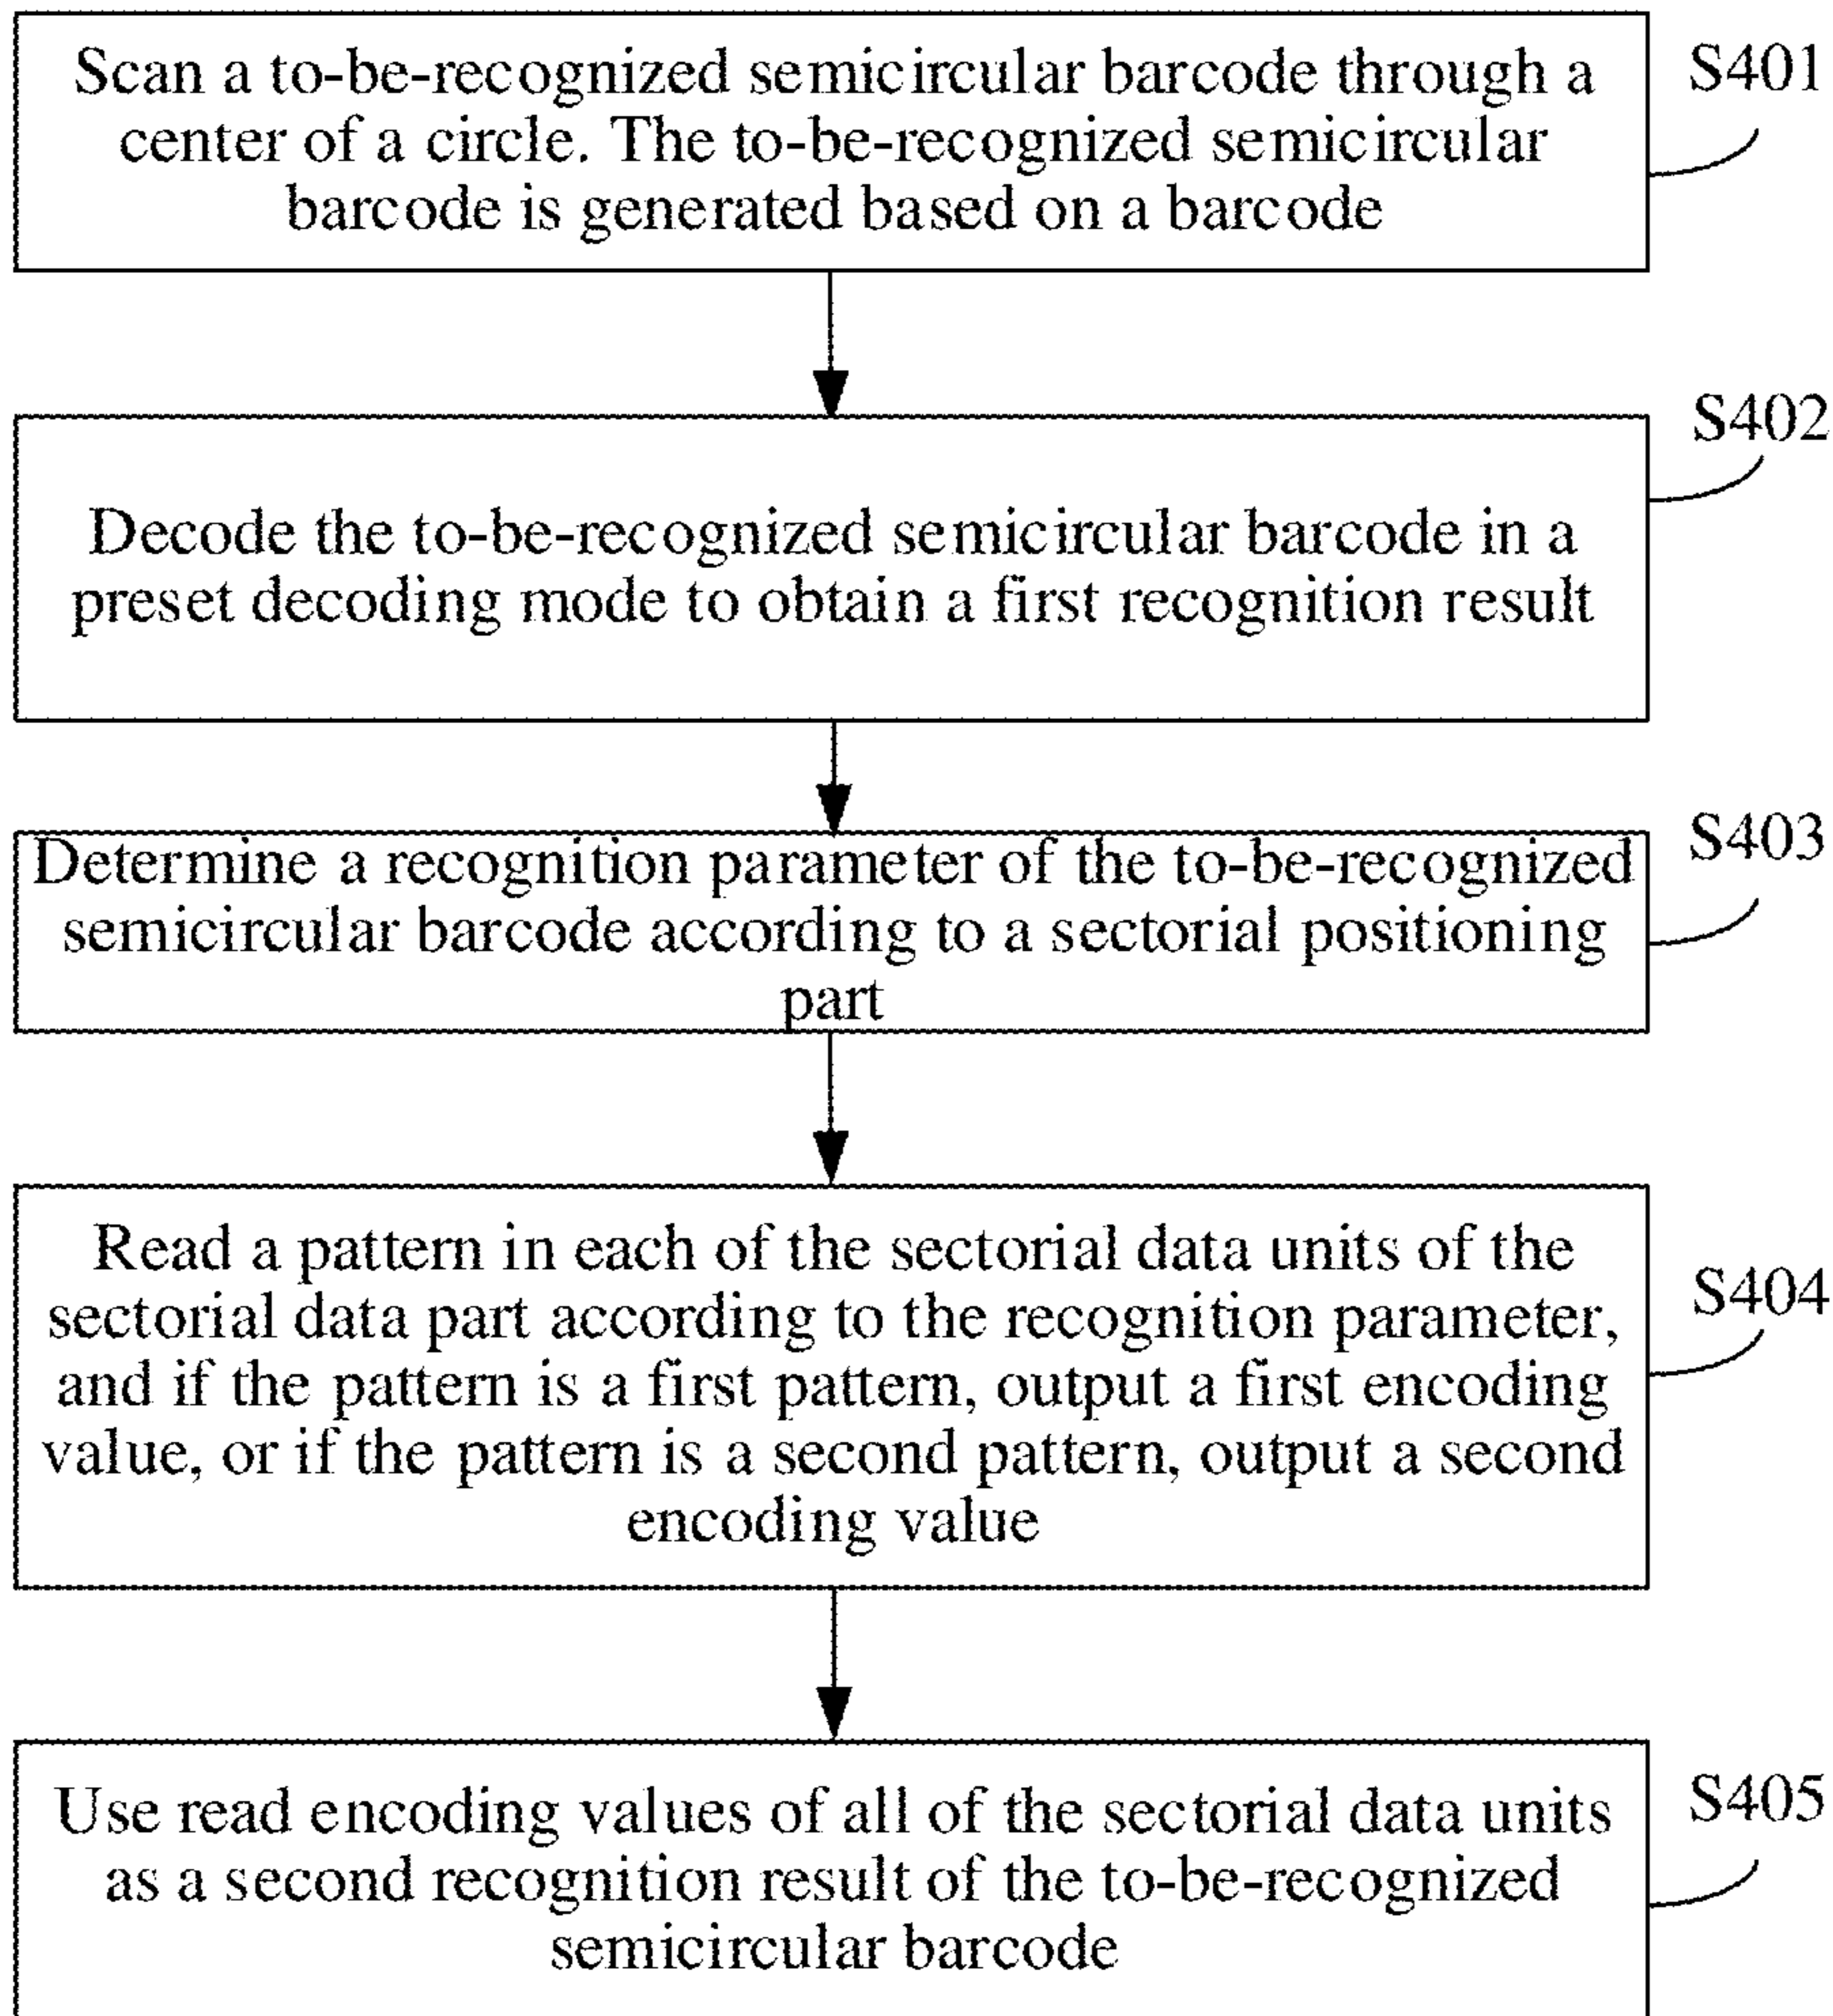 Scan a to-be-recognized semicircular barcode through a
center of a circle. The to-be-recognized semicircular
barcode is generated based on a barcode
S401
Decode the to-be-recognized semicircular barcode in a
preset decoding mode to obtain a first recognition result
S402
Determine a recognition parameter of the to-be-recognized
semicircular barcode according to a sectorial positioning
part
S403
Read a pattern in each of the sectorial data units of the
sectorial data part according to the recognition parameter,
and if the pattern is a first pattern, output a first encoding
value, or if the pattern is a second pattern, output a second
encoding value
S404
Use read encoding values of all of the sectorial data units
as a second recognition result of the to-be-recognized
semicircular barcode
S405